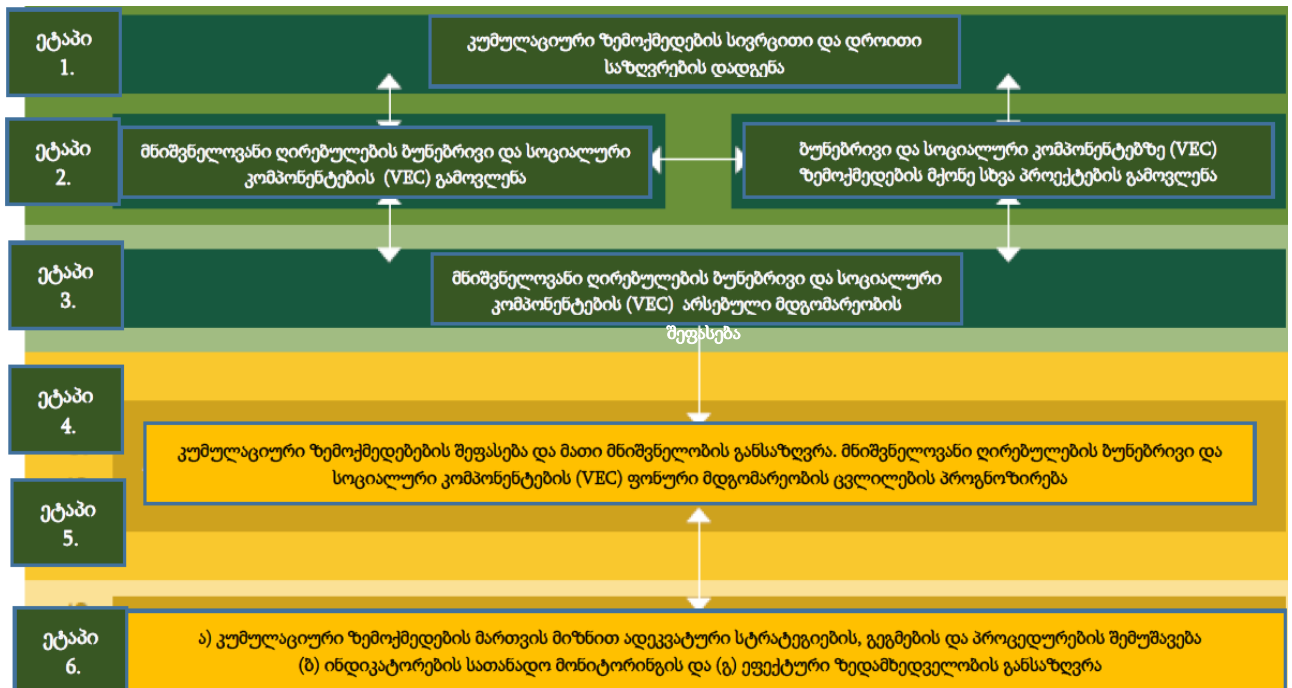 ეტაპი
1.
კუმულაციური ზემოქმედების სივრცითი და დროითი
საზღვრების დადგენა
ეტაპი
2.
მნიშვნელოვანი ღირებულების ბუნებრივი და სოციალური
კომპონენტების (VEC) გამოვლენა
ბუნებრივი და სოციალური კომპონენტებზე (VEC)
ზემოქმედების მქონე სხვა პროექტების გამოვლენა
ეტაპი
3.
მნიშვნელოვანი ღირებულების ბუნებრივი და სოციალური
კომპონენტების (VEC) არსებული მდგომარეობის
შეფასება
ეტაპი
4.
კუმულაციური ზემოქმედებების შეფასება და მათი მნიშვნელობის განსაზღვრა. მნიშვნელოვანი ღირებულების ბუნებრივი და
სოციალური კომპონენტების (VEC) ფონური მდგომარეობის ცვლილების პროგნოზირება
ეტაპი
5.
ეტაპი
6.
ა) კუმულაციური ზემოქმედების მართვის მიზნით ადეკვატური სტრატეგიების, გეგმების და პროცედურების შემუშავება
(ბ) ინდიკატორების სათანადო მონიტორინგის და (გ) ეფექტური ზედამხედველობის განსაზღვრა